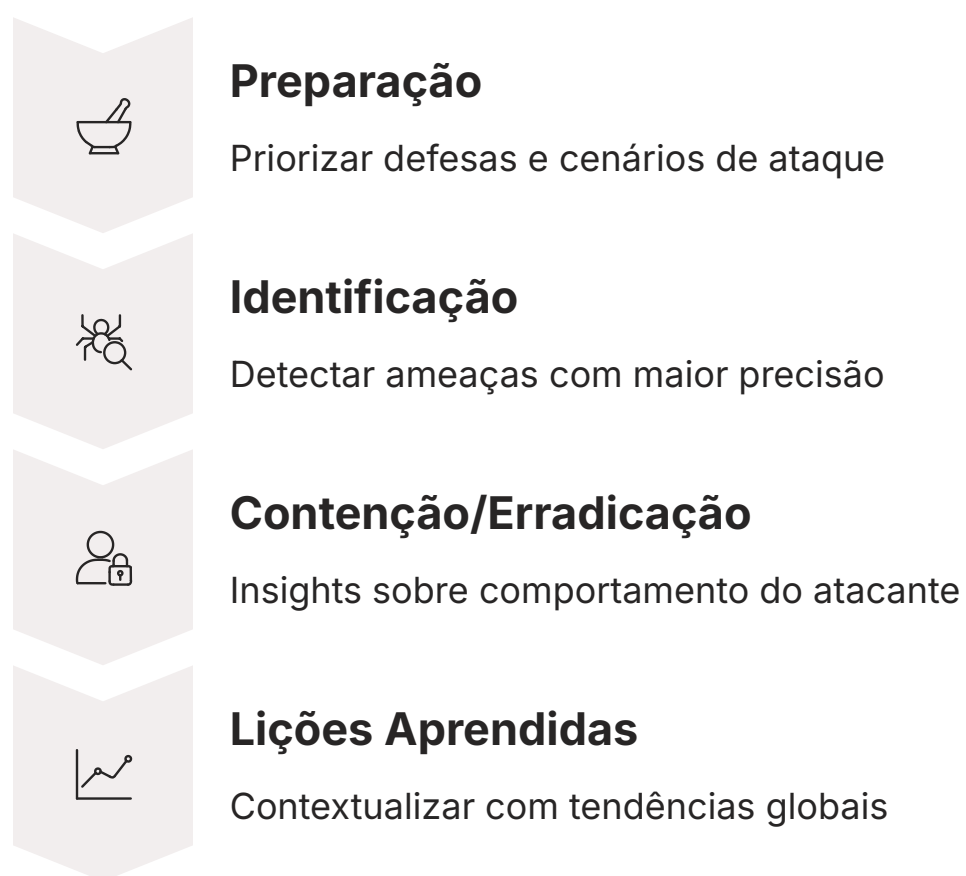 Preparação
Priorizar defesas e cenários de ataque
Identificação
Detectar ameaças com maior precisão
Contenção/Erradicação
Insights sobre comportamento do atacante
Lições Aprendidas
Contextualizar com tendências globais